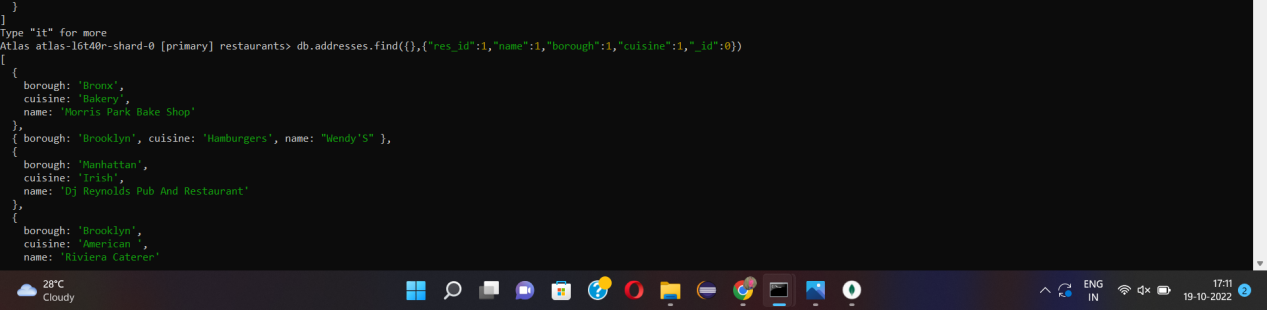 }
]
Type "it" for more
Atlas atlas-l6t40r-shard-0 [primary] restaurants> db.addresses.find({},{"res_id":1,"name":1,"borough":1,"cuisine":1,"_id":0})
[
  {
    borough: 'Bronx',
    cuisine: 'Bakery',
    name: 'Morris Park Bake Shop'
  },
  { borough: 'Brooklyn', cuisine: 'Hamburgers', name: "Wendy'S" },
  {
    borough: 'Manhattan',
    cuisine: 'Irish',
    name: 'Dj Reynolds Pub And Restaurant'
  },
  {
    borough: 'Brooklyn',
    cuisine: 'American ',
    name: 'Riviera Caterer'
28°C
Cloudy
ENG
IN
17:11
19-10-2022
2